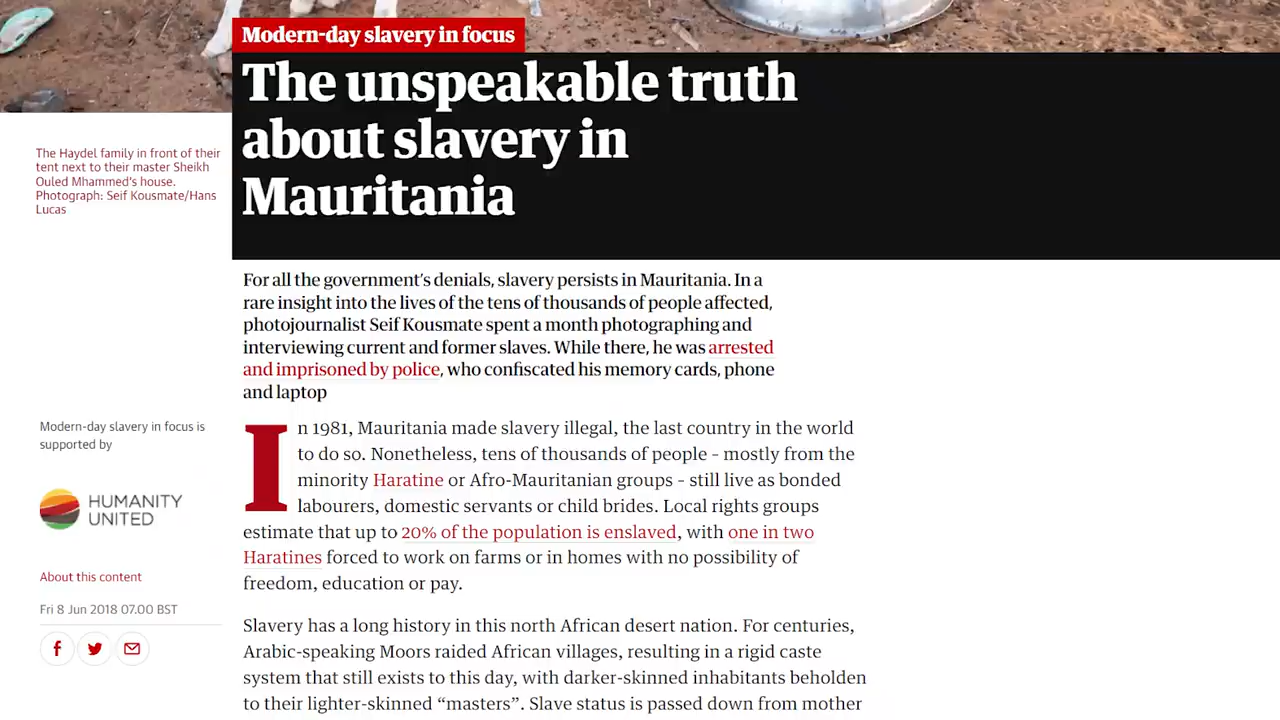 Modern-day slavery in focus
The unspeakable truth
about slavery in
Mauritania
The Haydel family in front of their
tent next to their master Sheikh
Ouled Mhammed's house.
Photograph: Seif Kousmate/Hans
Lucas
For all the government's denials, slavery persists in Mauritania. In a
rare insight into the lives of the tens of thousands of people affected,
photojournalist Seif Kousmate spent a month photographing and
interviewing current and former slaves. While there, he was arrested
and imprisoned by police, who confiscated his memory cards, phone
and laptop
Modern-day slavery in focus is
supported by
HUMANITY
UNITED
About this content
Fri 8 Jun 2018 07.00 BST
In 1981, Mauritania made slavery illegal, the last country in the world
to do so. Nonetheless, tens of thousands of people – mostly from the
minority Haratine or Afro-Mauritanian groups – still live as bonded
labourers, domestic servants or child brides. Local rights groups
estimate that up to 20% of the population is enslaved, with one in two
Haratines forced to work on farms or in homes with no possibility of
freedom, education or pay.
Slavery has a long history in this north African desert nation. For centuries,
Arabic-speaking Moors raided African villages, resulting in a rigid caste
system that still exists to this day, with darker-skinned inhabitants beholden
to their lighter-skinned “masters”. Slave status is passed down from mother